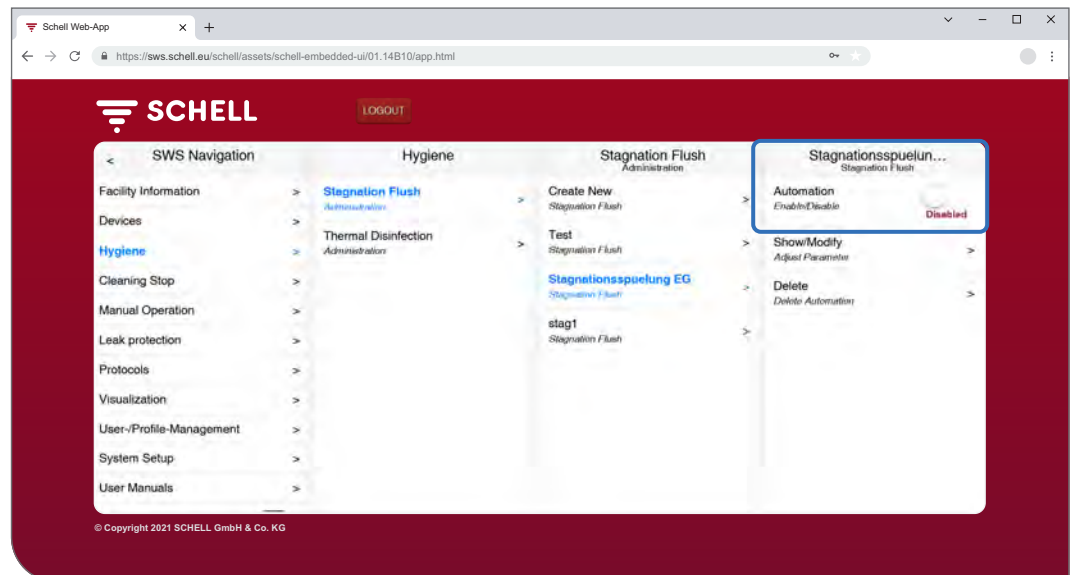 Schell Web-App
https://sws.schell.eu/schell/assets/schell-embedded-ui/01.14B10/app.html
SCHELL
LOGOUT
< SWS Navigation
Facility Information >
Devices >
Hygiene >
Cleaning Stop >
Manual Operation >
Leak protection >
Protocols >
Visualization >
User-/Profile-Management >
System Setup >
User Manuals >
Hygiene
Stagnation Flush >
Administration
Thermal Disinfection >
Administration
Stagnation Flush
Administration
Create New >
Stagnation Flush
Test >
Stagnation Flush
Stagnationsspuelung EG >
Stagnation Flush
stag1 >
Stagnation Flush
Stagnationsspuelun...
Stagnation Flush
Automation
Enable/Disable
Disabled
Show/Modify >
Adjust Parameter
Delete >
Delete Automation
© Copyright 2021 SCHELL GmbH & Co. KG